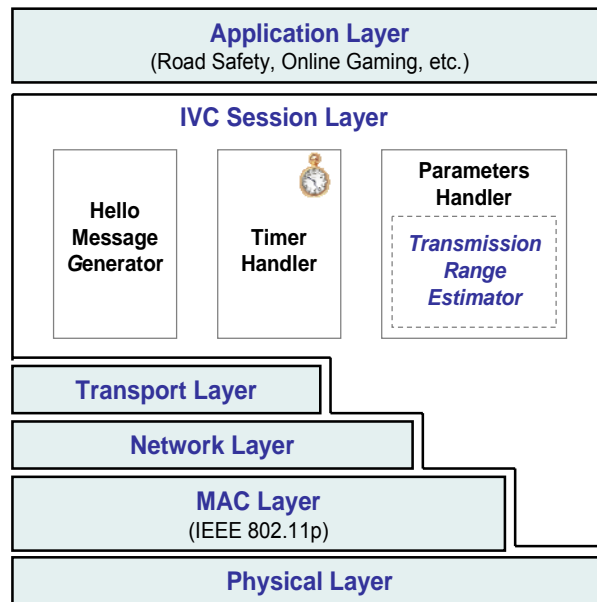 Application Layer
(Road Safety, Online Gaming, etc.)
IVC Session Layer
Hello
Message
Generator
Timer
Handler
Parameters
Handler
Transmission
Range
Estimator
Transport Layer
Network Layer
MAC Layer
(IEEE 802.11p)
Physical Layer